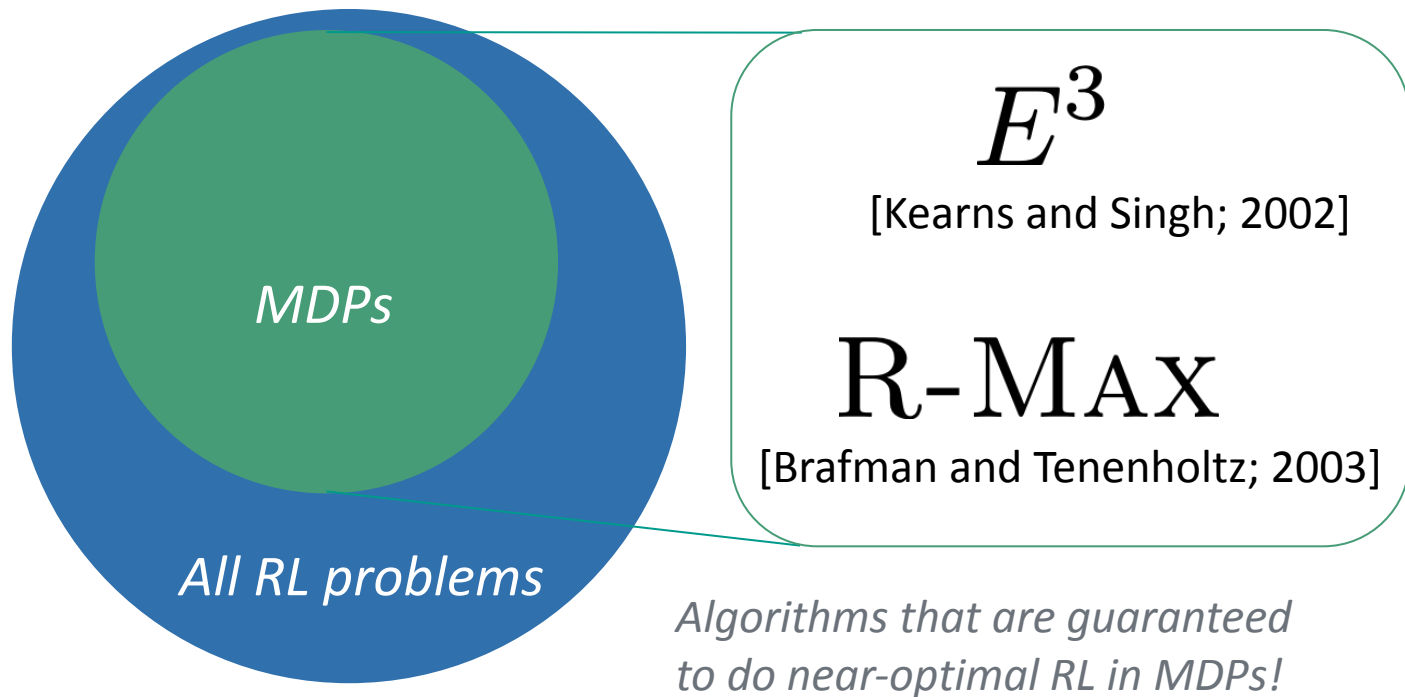 MDPs
All RL problems
E³
[Kearns and Singh; 2002]
R-MAX
[Brafman and Tenenholtz; 2003]
Algorithms that are guaranteed
to do near-optimal RL in MDPs!